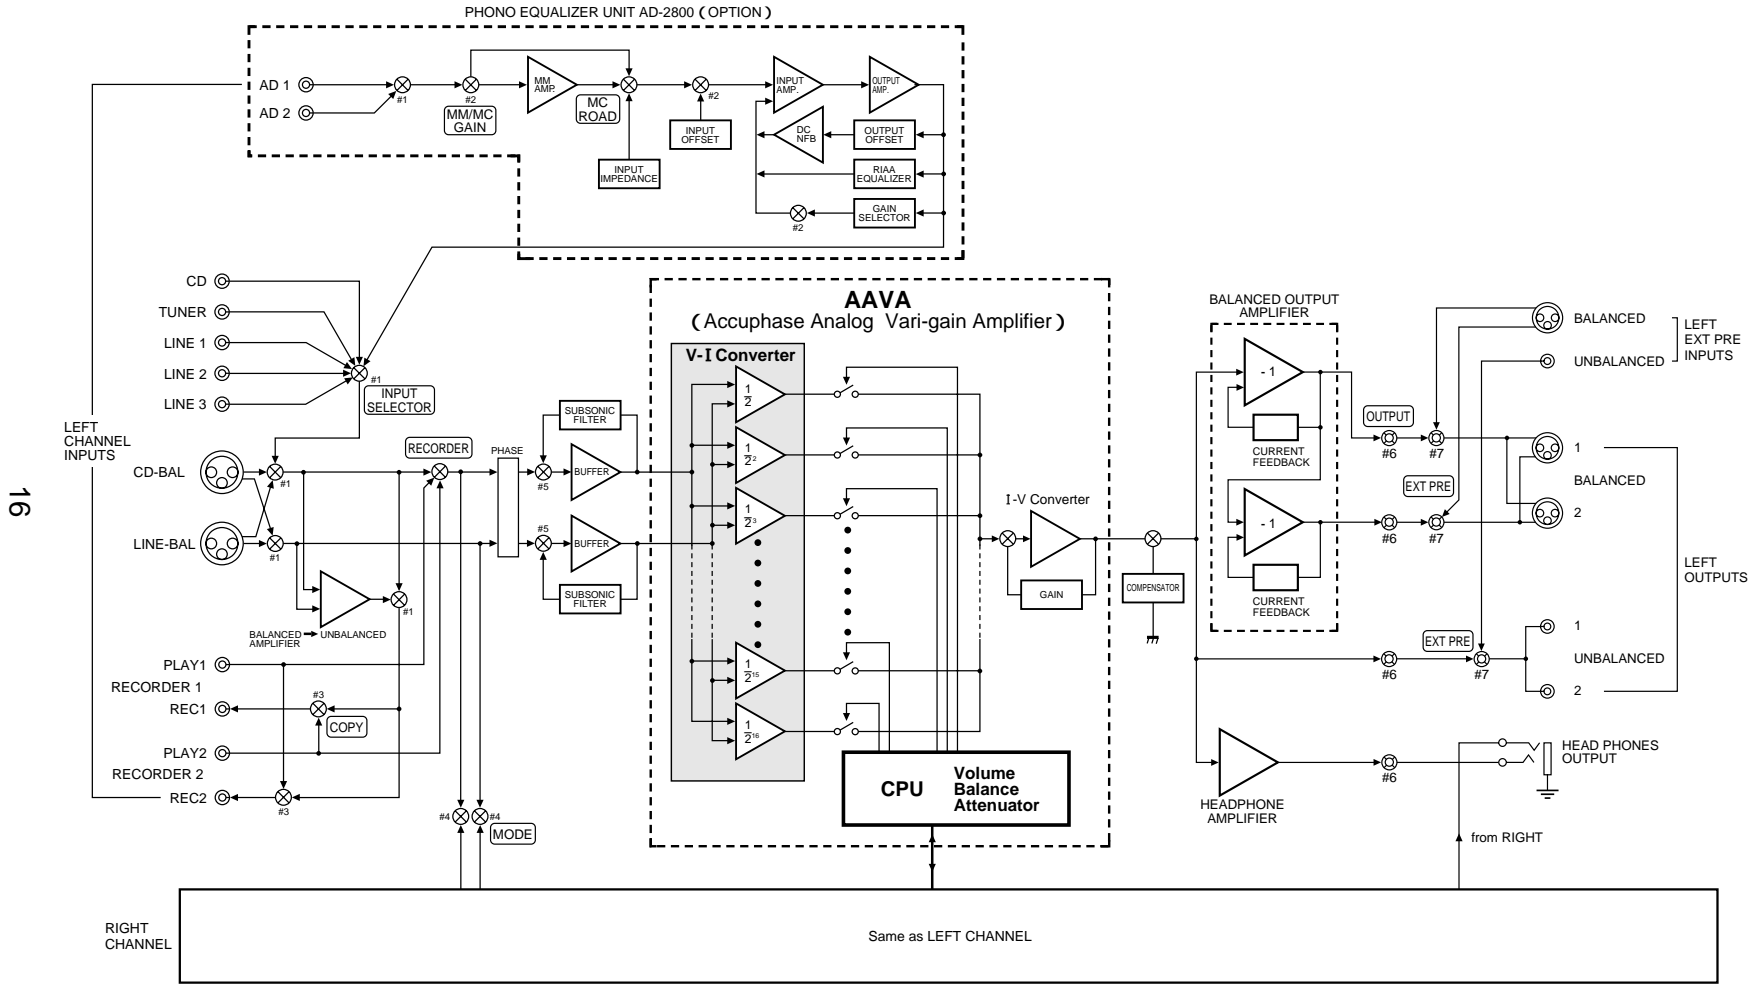 PHONO EQUALIZER UNIT AD-2800 ( OPTION )
AD 1
AD 2
#1
#2
MM/MC
GAIN
MM
AMP.
MC
ROAD
INPUT
IMPEDANCE
#2
INPUT
OFFSET
INPUT
AMP.
OUTPUT
AMP.
DC
NFB
OUTPUT
OFFSET
RIAA
EQUALIZER
GAIN
SELECTOR
#2
CD
TUNER
LINE 1
LINE 2
LINE 3
#1
INPUT
SELECTOR
LEFT
CHANNEL
INPUTS
CD-BAL
LINE-BAL
#1
#1
BALANCED
AMPLIFIER
UNBALANCED
#1
RECORDER
PHASE
#5
#5
SUBSONIC
FILTER
BUFFER
BUFFER
SUBSONIC
FILTER
PLAY1
RECORDER 1
REC1
#3
COPY
PLAY2
RECORDER 2
REC2
#3
#4
#4
MODE
AAVA
( Accuphase Analog Vari-gain Amplifier )
V-I Converter
1
2
1
2²
1
2³
1
2¹⁵
1
2¹⁶
CPU
Volume
Balance
Attenuator
I-V Converter
GAIN
COMPENSATOR
BALANCED OUTPUT
AMPLIFIER
- 1
CURRENT
FEEDBACK
- 1
CURRENT
FEEDBACK
OUTPUT
#6
#7
EXT PRE
#6
#7
EXT PRE
#6
#7
BALANCED
UNBALANCED
LEFT
EXT PRE
INPUTS
1
BALANCED
2
LEFT
OUTPUTS
1
UNBALANCED
2
HEADPHONE
AMPLIFIER
#6
HEAD PHONES
OUTPUT
from RIGHT
RIGHT
CHANNEL
Same as LEFT CHANNEL
16